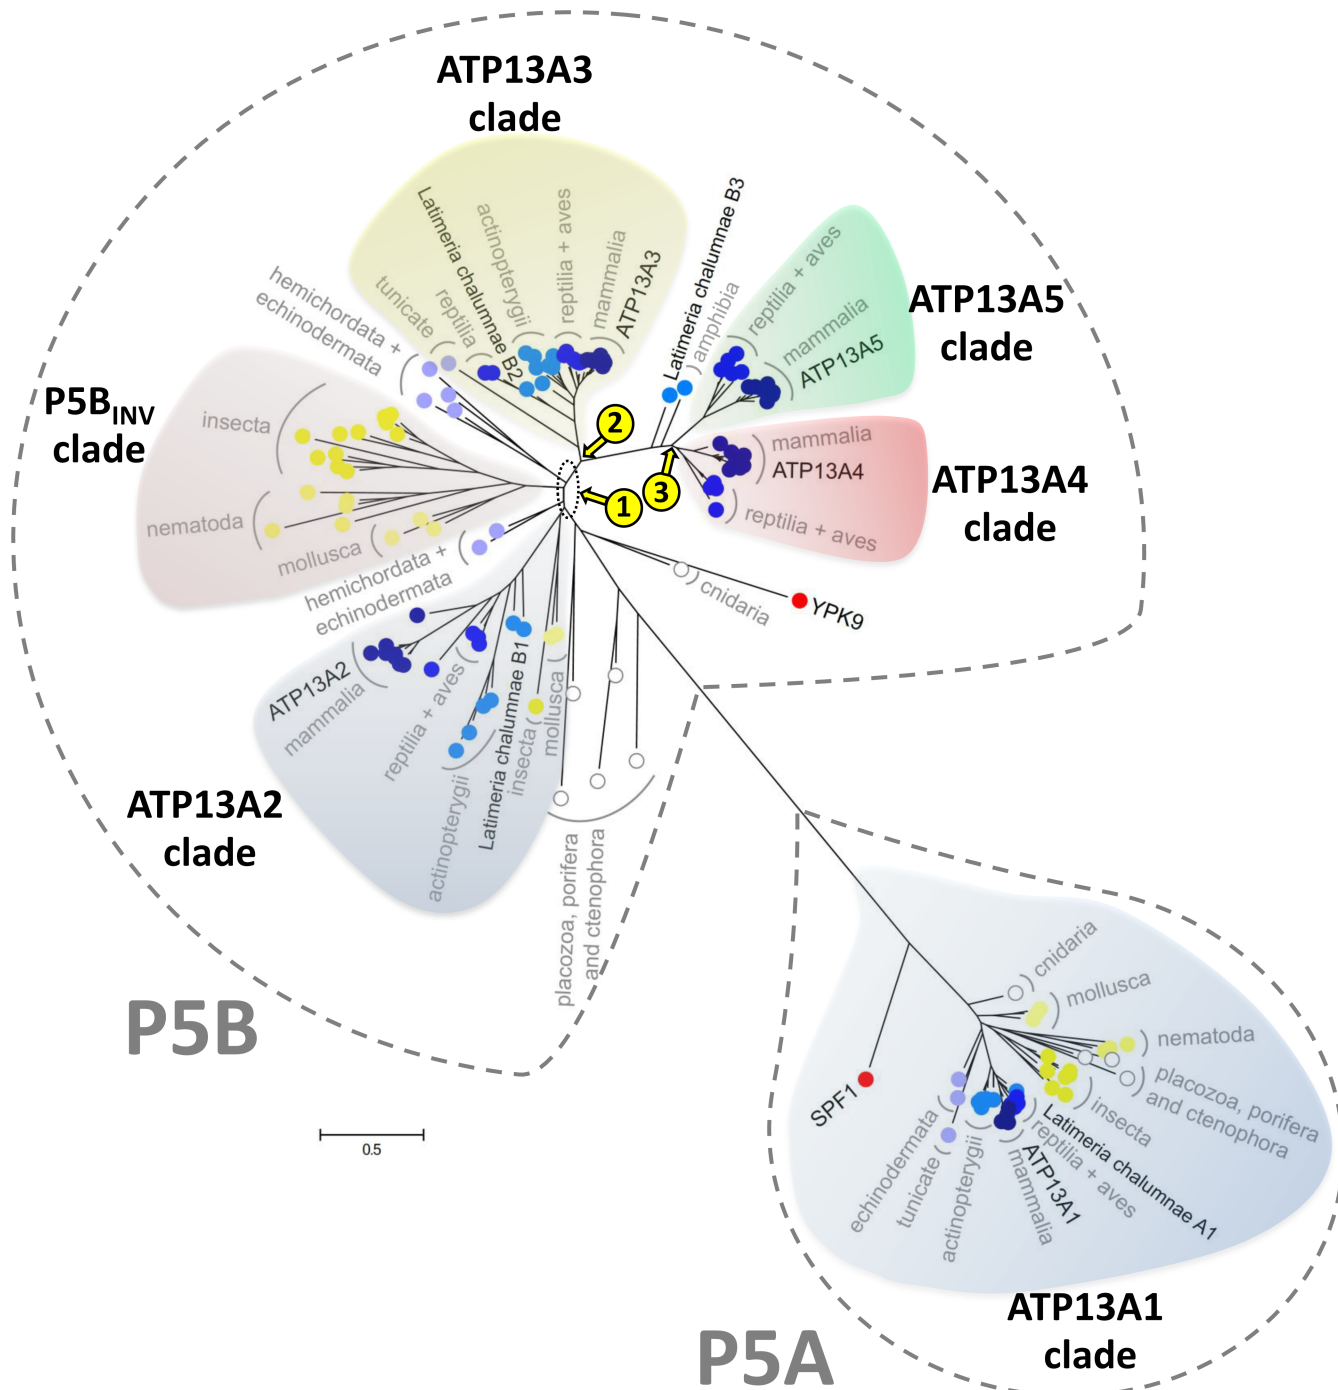 ATP13A3
clade
Latimeria chalumnae B2
actinopterygii
reptilia + aves
mammalia
ATP13A3
tunicate
reptilia
hemichordata +
echinodermata
Latimeria chalumnae B3
amphibia
reptilia + aves
mammalia
ATP13A5
ATP13A5
clade
P5BINV
clade
insecta
nematoda
mollusca
hemichordata +
echinodermata
2
1
3
mammalia
ATP13A4
reptilia + aves
ATP13A4
clade
cnidaria
YPK9
ATP13A2
mammalia
reptilia + aves
actinopterygii
Latimeria chalumnae B1
insecta
mollusca
ATP13A2
clade
placozoa, porifera
and ctenophora
P5B
0.5
cnidaria
mollusca
nematoda
placozoa, porifera
and ctenophora
insecta
Latimeria chalumnae A1
reptilia + aves
ATP13A1
mammalia
actinopterygii
tunicate
echinodermata
SPF1
ATP13A1
clade
P5A